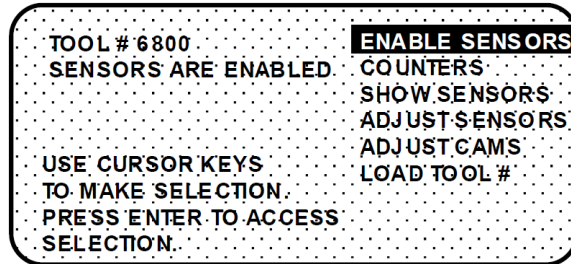 TOOL # 6800
SENSORS ARE ENABLED.
USE CURSOR KEYS
TO MAKE SELECTION.
PRESS ENTER TO ACCESS
SELECTION.
ENABLE SENSORS
COUNTERS
SHOW SENSORS
ADJUST SENSORS
ADJUST CAMS
LOAD TOOL #